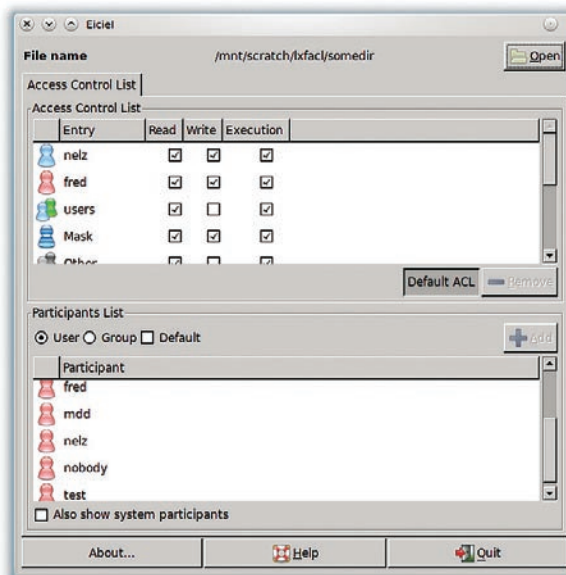 Eiciel
File name /mnt/scratch/lxfacl/somedir Open
Access Control List
Access Control List
Entry Read Write Execution
nelz
fred
users
Mask
Other
Default ACL Remove
Participants List
User Group Default Add
Participant
fred
mdd
nelz
nobody
test
Also show system participants
About... Help Quit